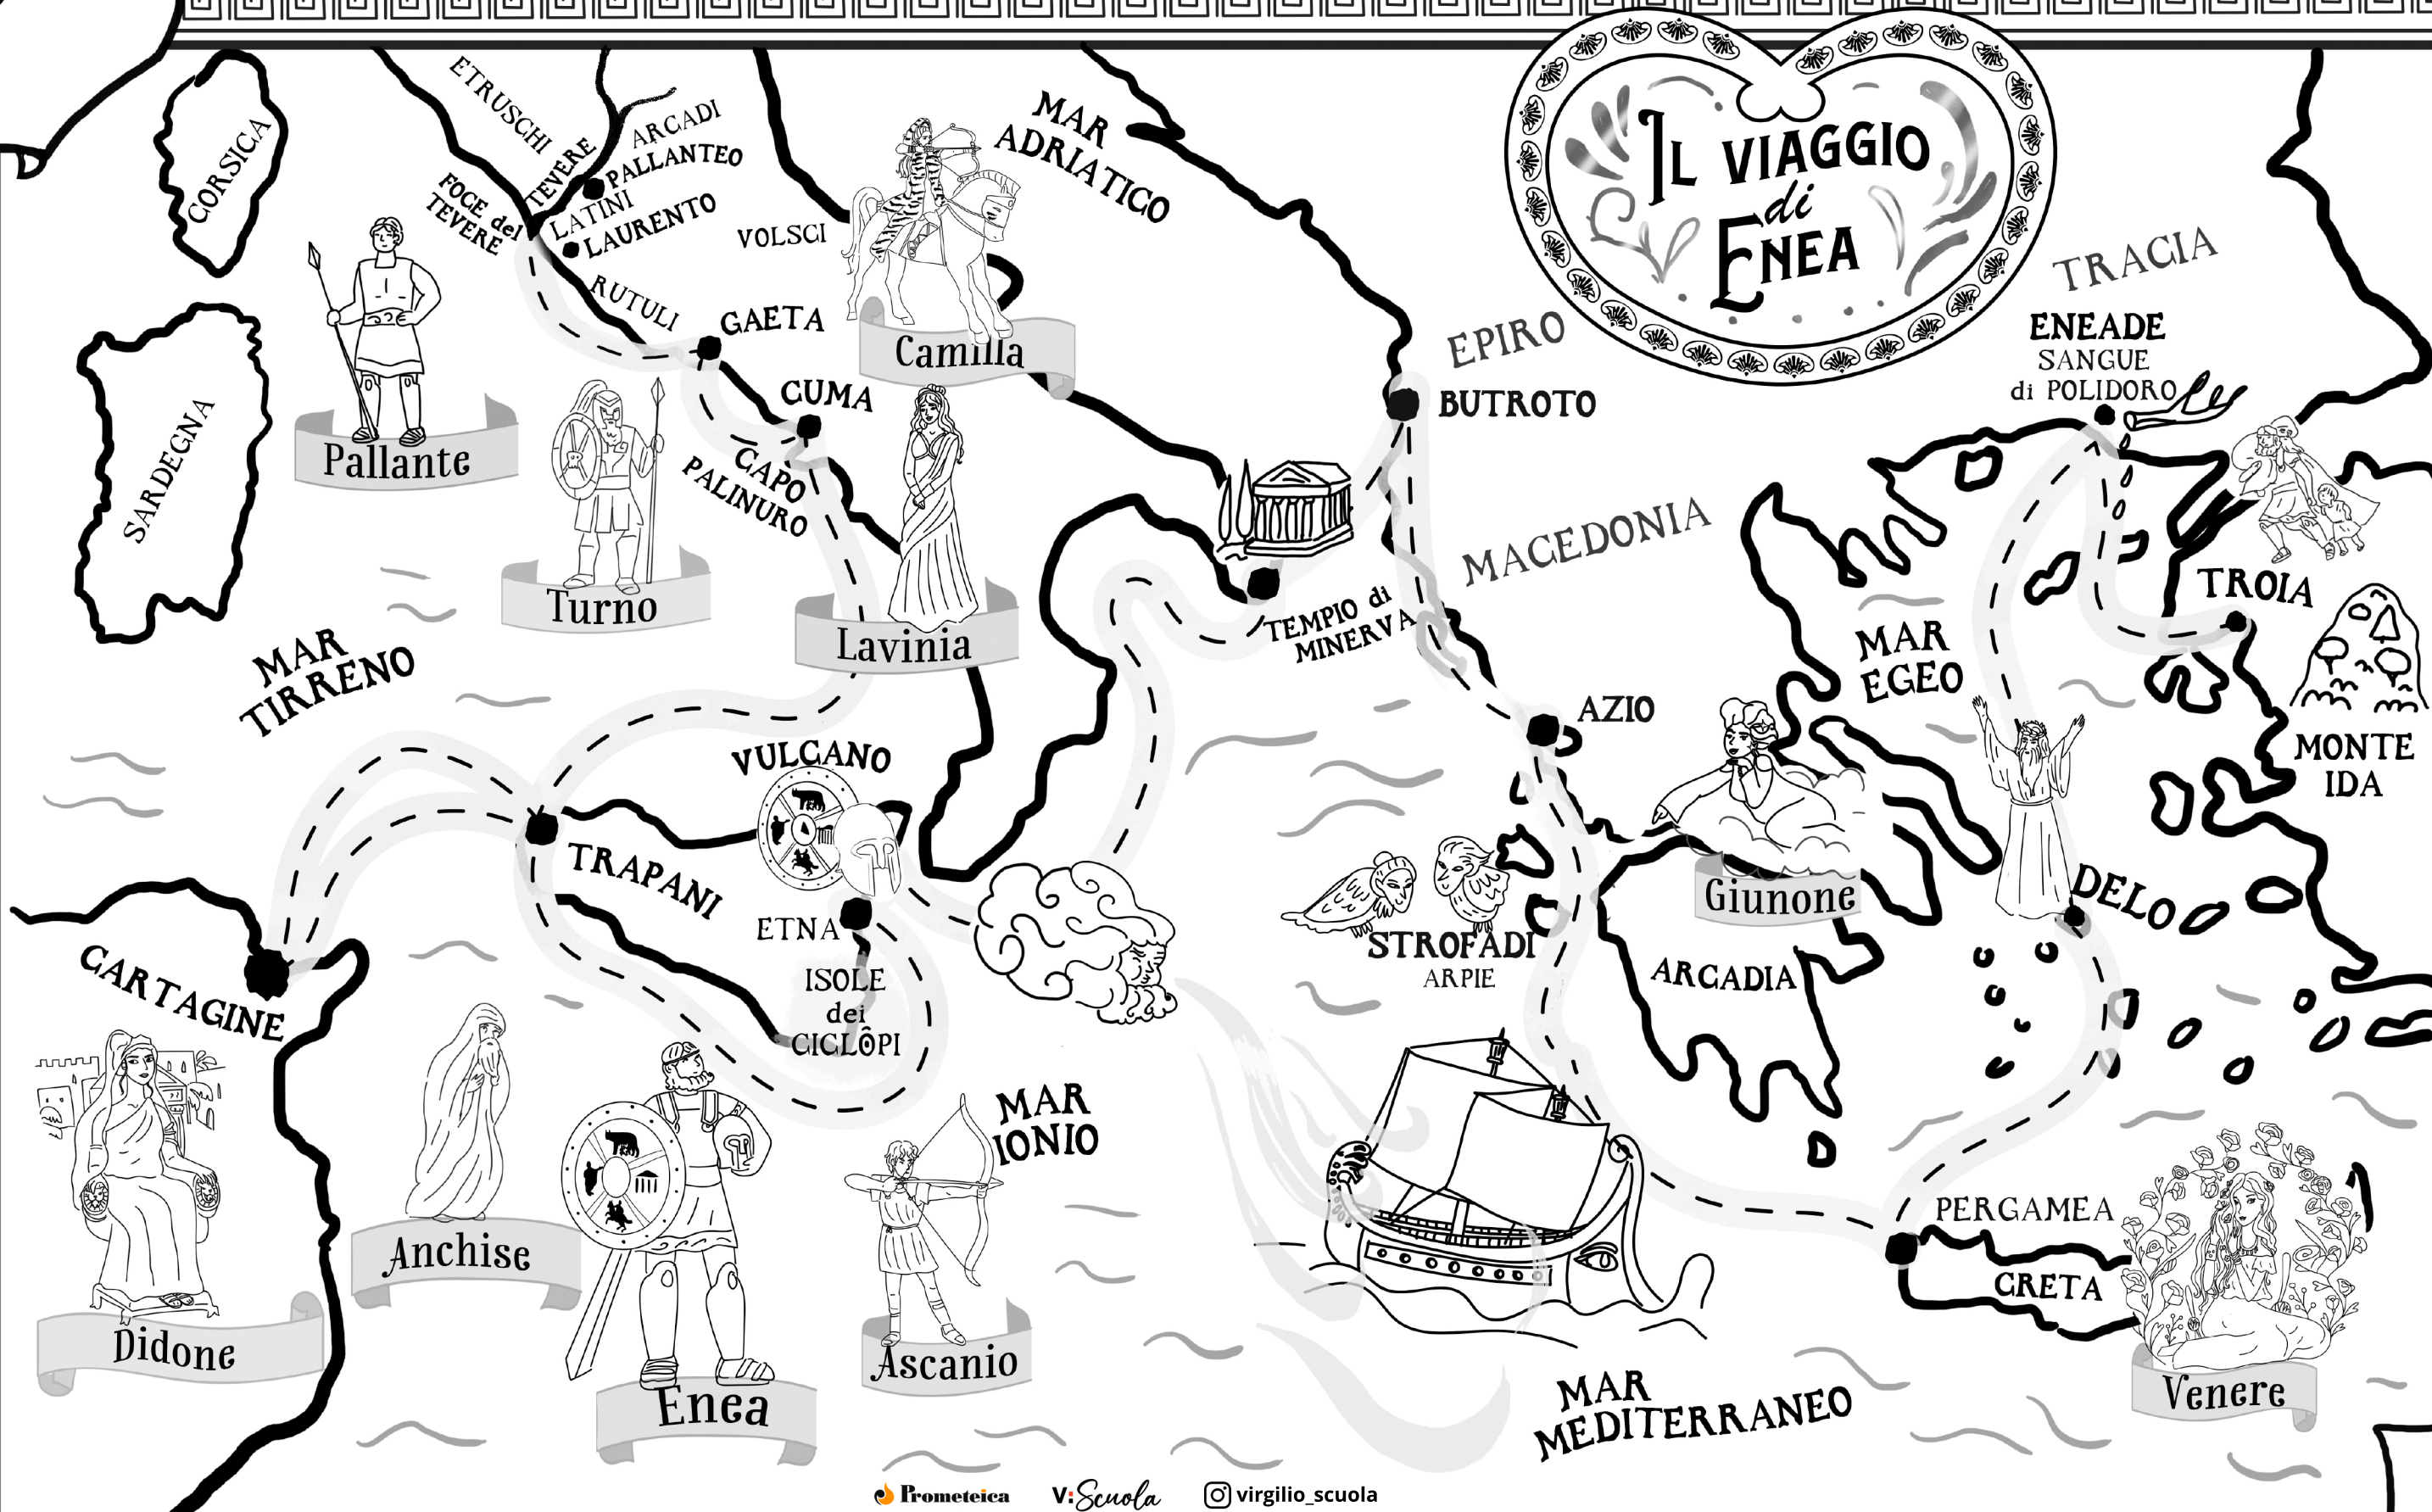 IL VIAGGIO
di
ENEA
CORSICA
SARDEGNA
ETRUSCHI
TEVERE
ARCADI
PALLANTEO
FOCE del
TEVERE
LATINI
LAURENTO
VOLSCI
RUTULI
GAETA
CUMA
CAPO
PALINURO
MAR
ADRIATICO
Camilla
Pallante
Turno
Lavinia
EPIRO
BUTROTO
MACEDONIA
TRACIA
ENEADE
SANGUE
di POLIDORO
TROIA
MONTE
IDA
MAR
EGEO
TEMPIO di
MINERVA
AZIO
MAR
TIRRENO
VULCANO
TRAPANI
ETNA
ISOLE
dei
CICLOPI
CARTAGINE
STROFADI
ARPIE
Giunone
ARCADIA
DELO
MAR
IONIO
PERGAMEA
CRETA
Didone
Anchise
Enea
Ascanio
Venere
MAR
MEDITERRANEO
Prometeica
V:Scuola
virgilio_scuola